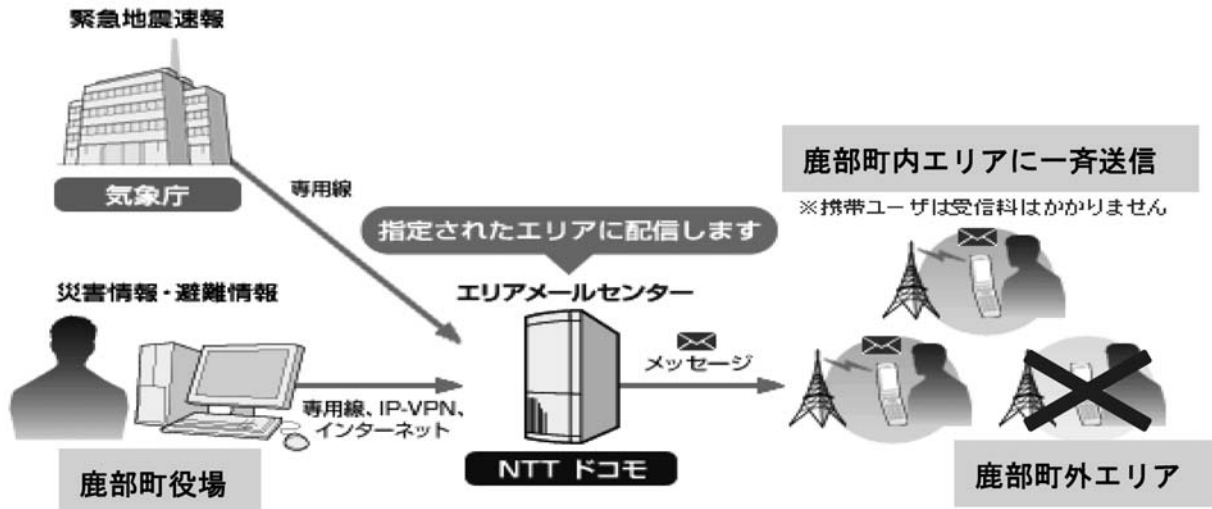 緊急地震速報
気象庁
専用線
指定されたエリアに配信します
災害情報・避難情報
鹿部町役場
専用線、IP-VPN、
インターネット
エリアメールセンター
NTT ドコモ
メッセージ
鹿部町内エリアに一斉送信
※携帯ユーザは受信料はかかりません
鹿部町外エリア